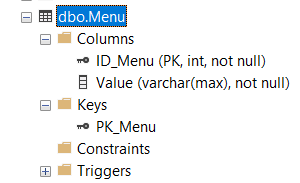 dbo.Menu
Columns
ID_Menu (PK, int, not null)
Value (varchar(max), not null)
Keys
PK_Menu
Constraints
Triggers